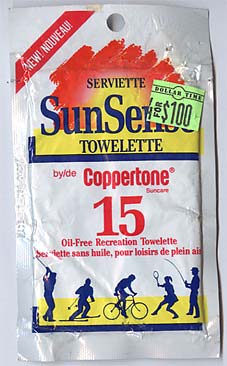 NEW! NOUVEAU!
SERVIETTE
DOLLAR TIME
FOR $1.00
SunSense
TOWELETTE
by/de Coppertone®
Suncare
15
Oil-Free Recreation Towelette
Serviette sans huile, pour loisirs de plein air